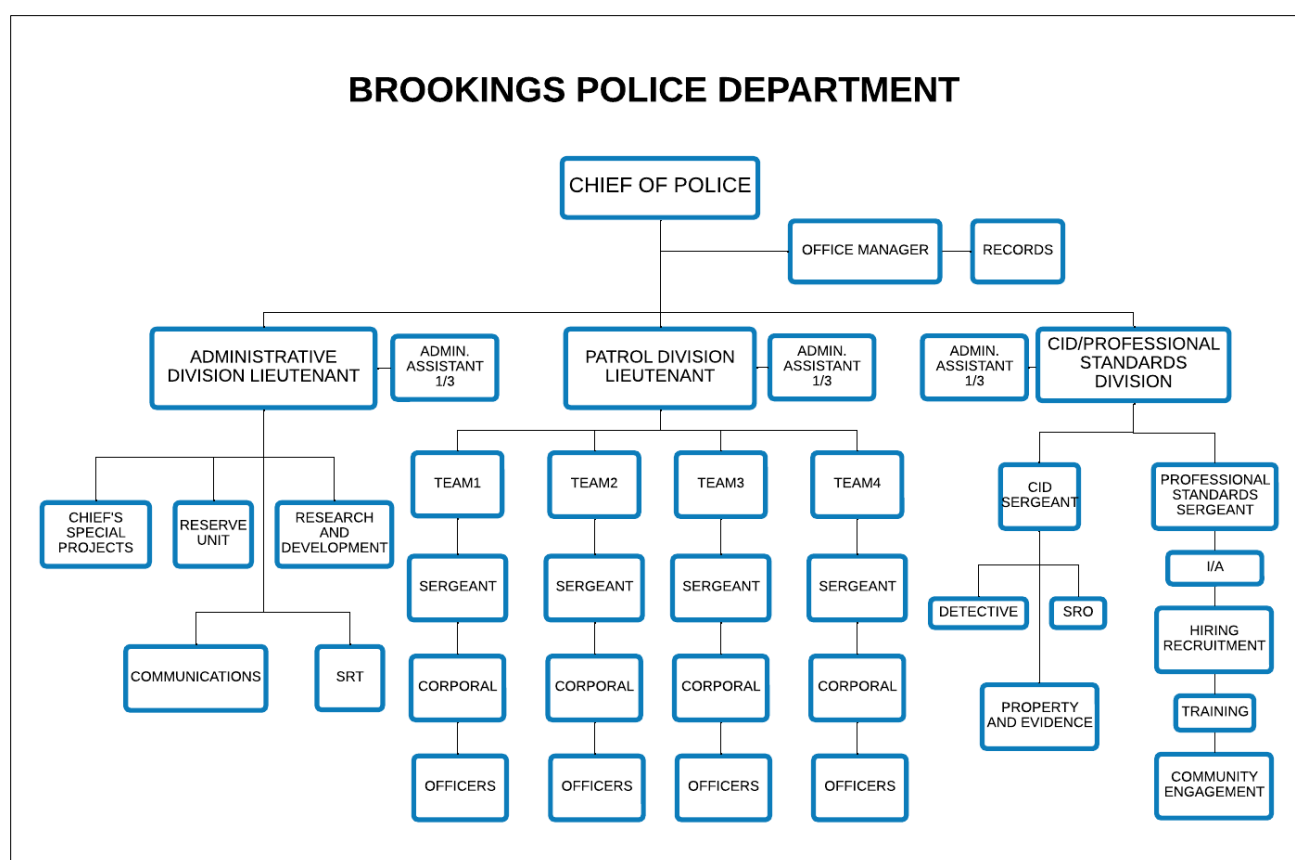 BROOKINGS POLICE DEPARTMENT
CHIEF OF POLICE
OFFICE MANAGER
RECORDS
ADMINISTRATIVE
DIVISION LIEUTENANT
ADMIN.
ASSISTANT
1/3
PATROL DIVISION
LIEUTENANT
ADMIN.
ASSISTANT
1/3
ADMIN.
ASSISTANT
1/3
CID/PROFESSIONAL
STANDARDS
DIVISION
CHIEF'S
SPECIAL
PROJECTS
RESERVE
UNIT
RESEARCH
AND
DEVELOPMENT
COMMUNICATIONS
SRT
TEAM1
TEAM2
TEAM3
TEAM4
SERGEANT
SERGEANT
SERGEANT
SERGEANT
CORPORAL
CORPORAL
CORPORAL
CORPORAL
OFFICERS
OFFICERS
OFFICERS
OFFICERS
CID
SERGEANT
DETECTIVE
SRO
PROPERTY
AND EVIDENCE
PROFESSIONAL
STANDARDS
SERGEANT
I/A
HIRING
RECRUITMENT
TRAINING
COMMUNITY
ENGAGEMENT